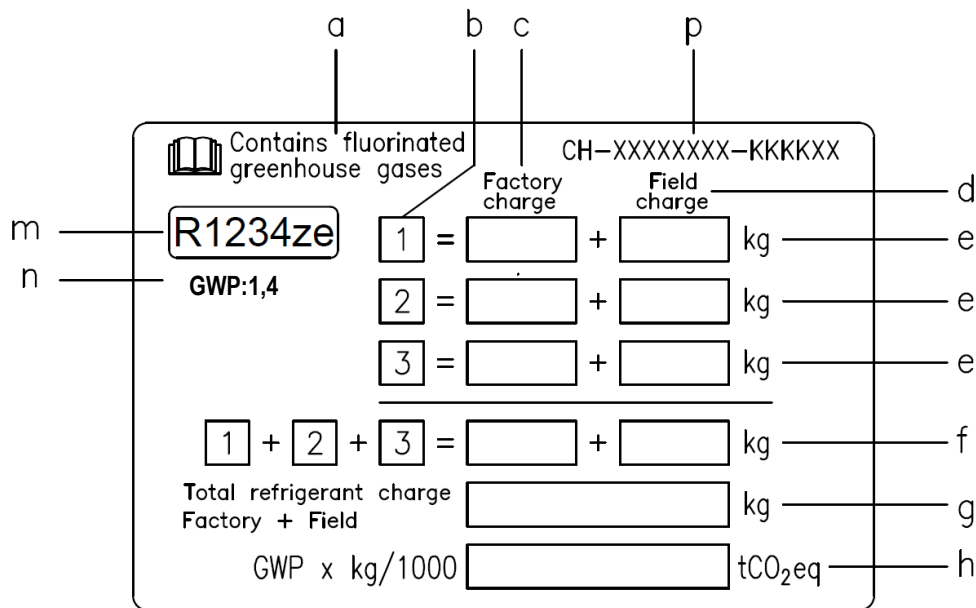 a b c p
Contains fluorinated
greenhouse gases
CH-XXXXXXXX-KKKKXX
Factory
charge
Field
charge
d
m R1234ze 1 = + kg e
n GWP:1,4
2 = + kg e
3 = + kg e
1 + 2 + 3 = + kg f
Total refrigerant charge
Factory + Field
kg g
GWP x kg/1000 tCO₂eq h